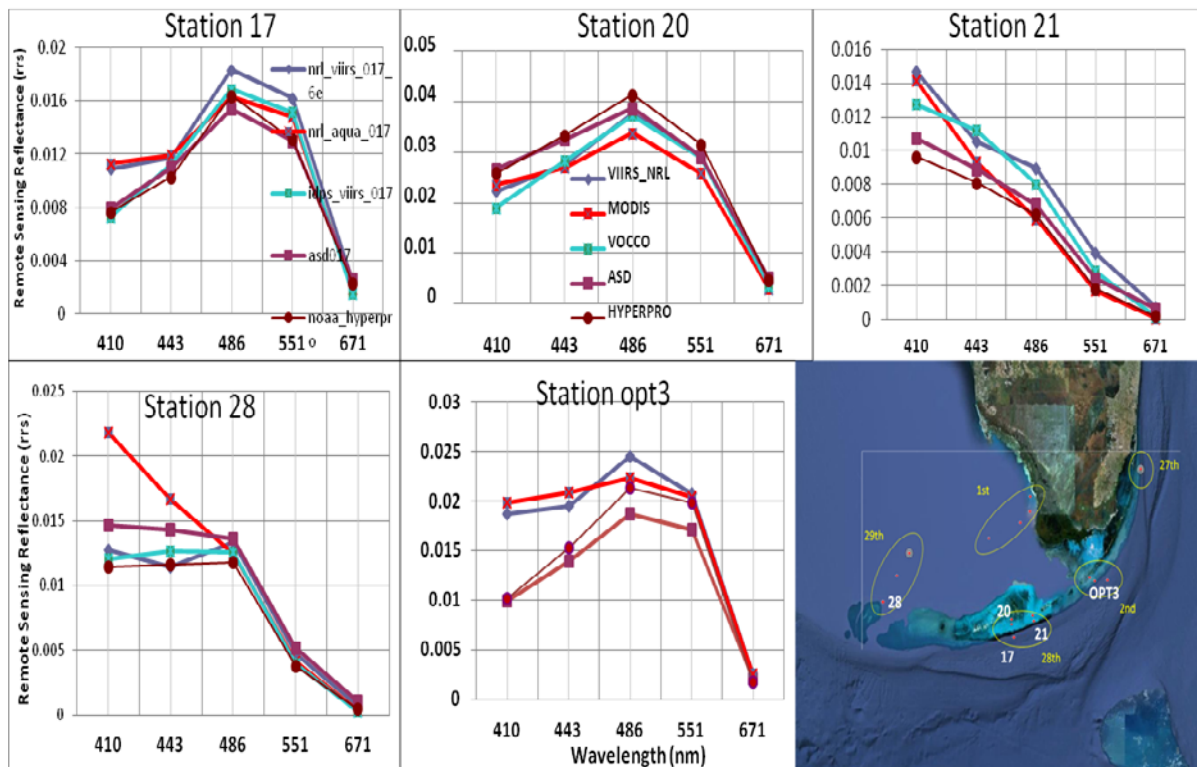 Station 17
Remote Sensing Reflectance (rrs)
0.02
0.016
0.012
0.008
0.004
0
410 443 486 551 671
nrl_viirs_017_
6e
nrl_aqua_017
idps_viirs_017
asd017
noaa_hyperpr
o
Station 20
0.05
0.04
0.03
0.02
0.01
0
410 443 486 551 671
VIIRS_NRL
MODIS
VOCCO
ASD
HYPERPRO
Station 21
0.016
0.014
0.012
0.01
0.008
0.006
0.004
0.002
0
410 443 486 551 671
Station 28
Remote Sensing Reflectance (rrs)
0.025
0.02
0.015
0.01
0.005
0
410 443 486 551 671
Station opt3
0.03
0.025
0.02
0.015
0.01
0.005
0
410 443 486 551 671
Wavelength (nm)
27th
1st
29th
28
OPT3
2nd
20
21
17
28th